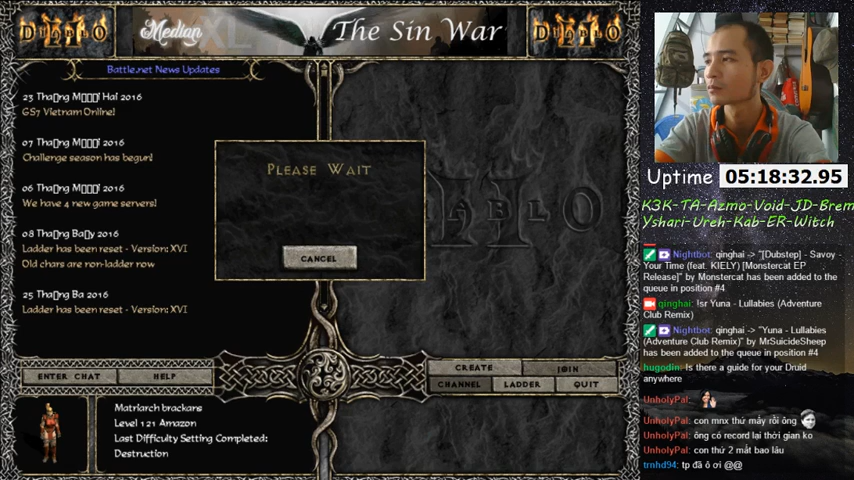 DIABLO
Median XL
The Sin War
DIABLO
Battle.net News Updates
23 Tha▯ng M▯▯▯i Hai 2016
GS7 Vietnam Online!
07 Tha▯ng M▯▯▯i 2016
Challenge season has begun!
06 Tha▯ng M▯▯▯i 2016
We have 4 new game servers!
08 Tha▯ng Ba▯y 2016
Ladder has been reset - Version: XVI
Old chars are non-ladder now
25 Tha▯ng Ba 2016
Ladder has been reset - Version: XVI
PLEASE WAIT
CANCEL
DIABLO
ENTER CHAT
HELP
CREATE
JOIN
CHANNEL
LADDER
QUIT
Matriarch brackans
Level 121 Amazon
Last Difficulty Setting Completed:
Destruction
Uptime 05:18:32.95
K3K-TA-Azmo-Void-JD-Brem
Yshari-Ureh-Kab-ER-Witch
Nightbot: qinghai -> "[Dubstep] - Savoy -
Your Time (feat. KIELY) [Monstercat EP
Release]" by Monstercat has been added to the
queue in position #4
qinghai: !sr Yuna - Lullabies (Adventure
Club Remix)
Nightbot: qinghai -> "Yuna - Lullabies
(Adventure Club Remix)" by MrSuicideSheep
has been added to the queue in position #4
hugodin: Is there a guide for your Druid
anywhere
UnholyPal:
UnholyPal: con mnx thứ mấy rồi ông
UnholyPal: ông có record lại thời gian ko
UnholyPal: con thứ 2 mất bao lâu
trnhd94: tp đã ô ơi @@